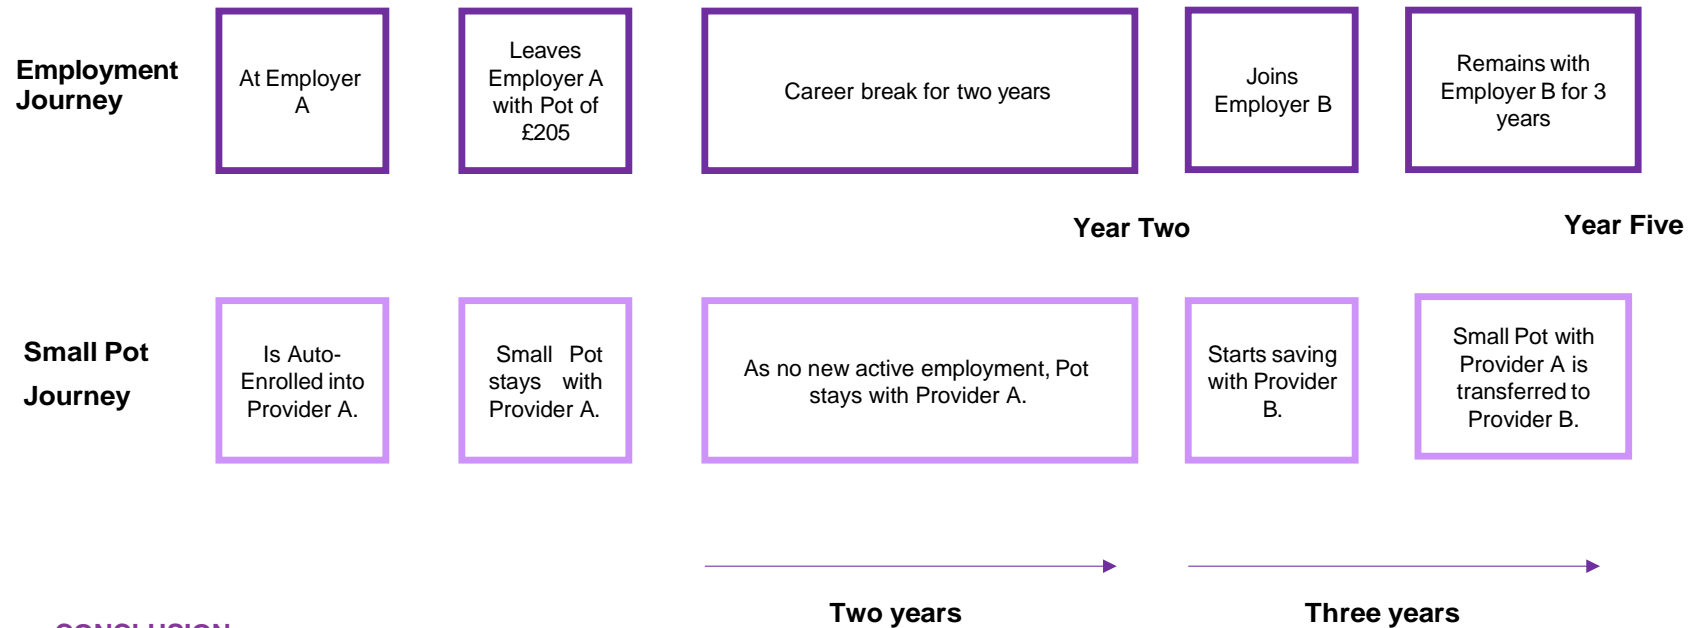 Employment
Journey
At Employer
A
Leaves
Employer A
with Pot of
£205
Career break for two years
Joins
Employer B
Remains with
Employer B for 3
years
Year Two
Year Five
Small Pot
Journey
Is Auto-
Enrolled into
Provider A.
Small Pot
stays with
Provider A.
As no new active employment, Pot
stays with Provider A.
Starts saving
with Provider
B.
Small Pot with
Provider A is
transferred to
Provider B.
Two years
Three years
CONCLUSION